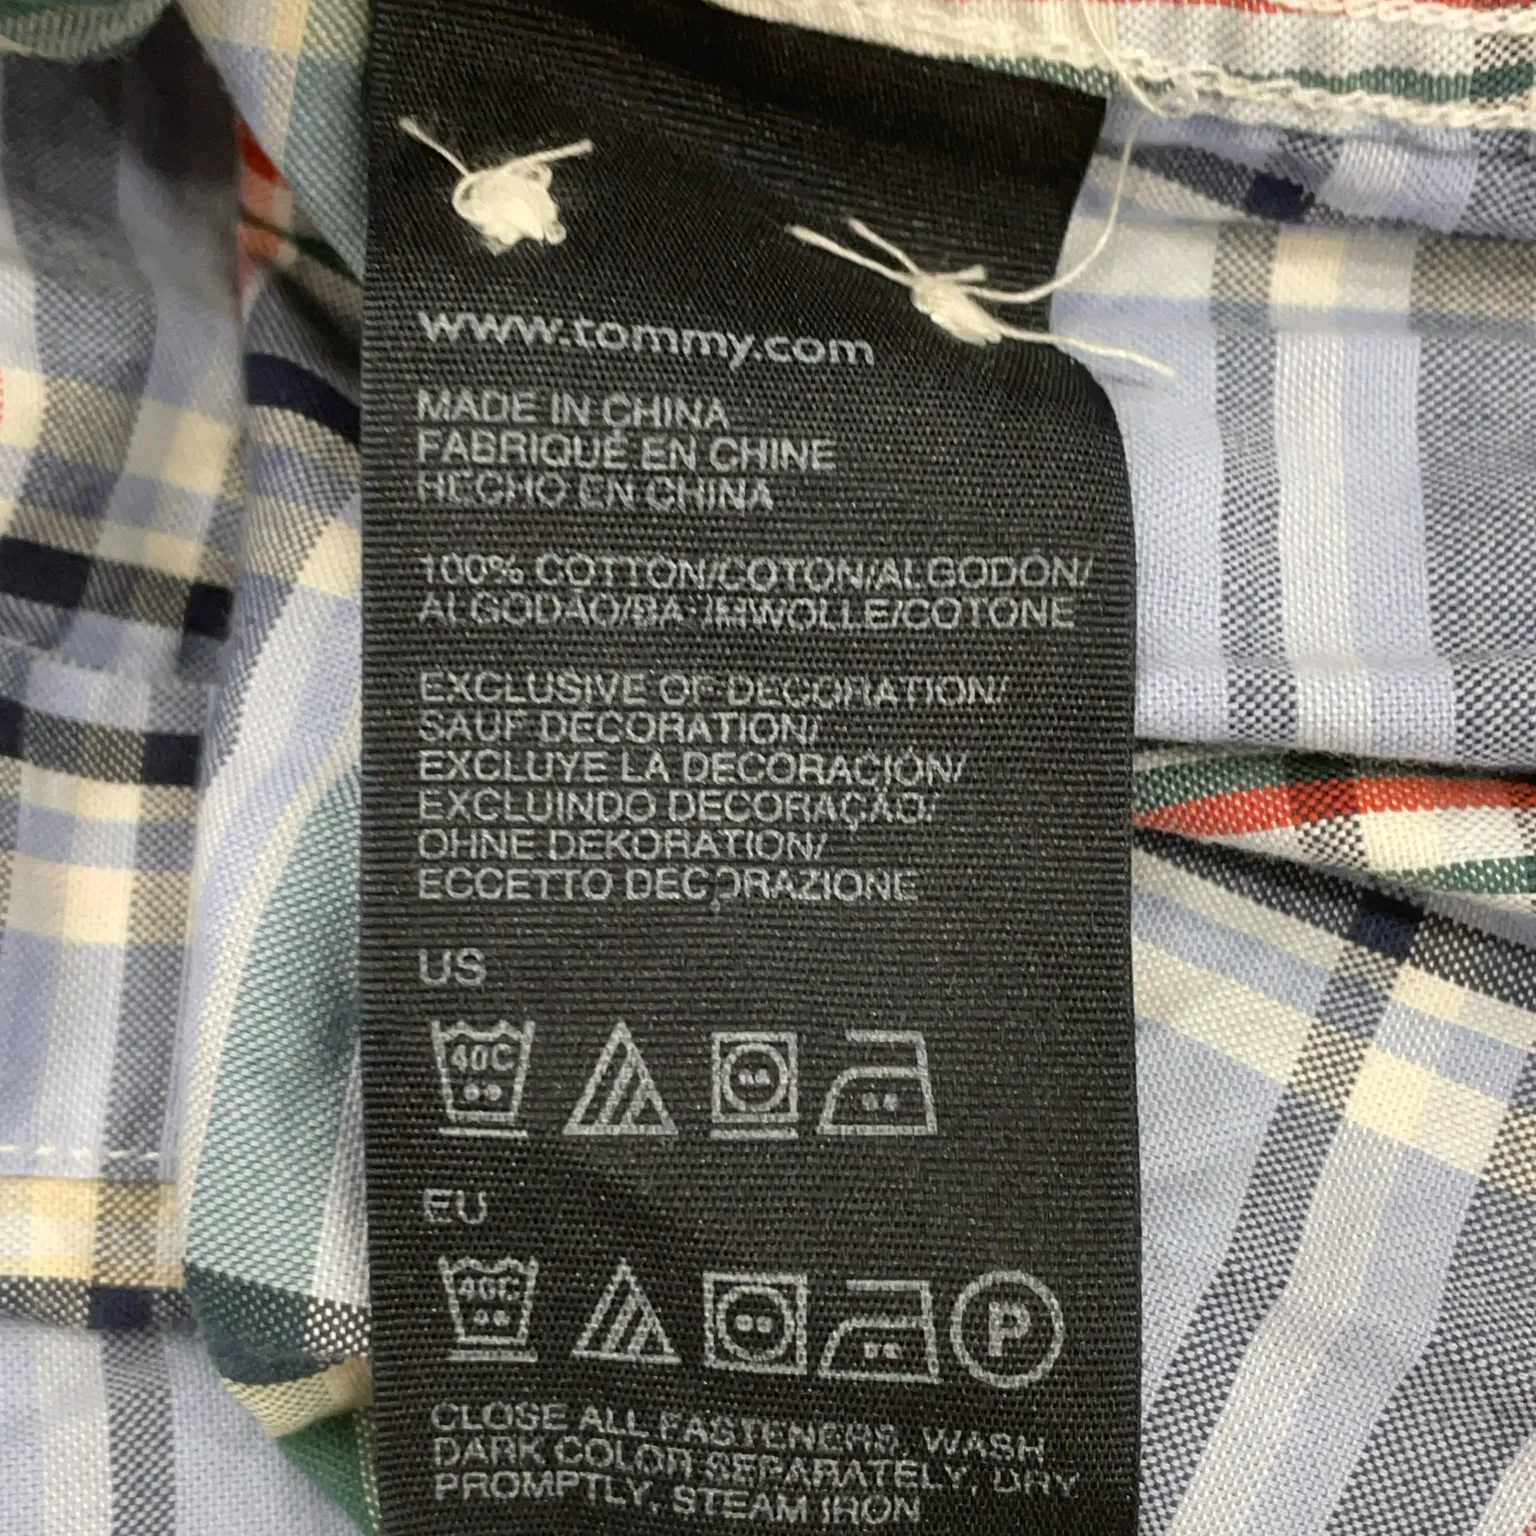 www.tommy.com
MADE IN CHINA
FABRIQUÉ EN CHINE
HECHO EN CHINA
100% COTTON/COTON/ALGODÓN/
ALGODÃO/BAUMWOLLE/COTONE
EXCLUSIVE OF DECORATION/
SAUF DECORATION/
EXCLUYE LA DECORACIÓN/
EXCLUINDO DECORAÇÃO/
OHNE DEKORATION/
ECCETTO DECORAZIONE
US
40C
EU
40C P
CLOSE ALL FASTENERS, WASH
DARK COLOR SEPARATELY, DRY
PROMPTLY, STEAM IRON